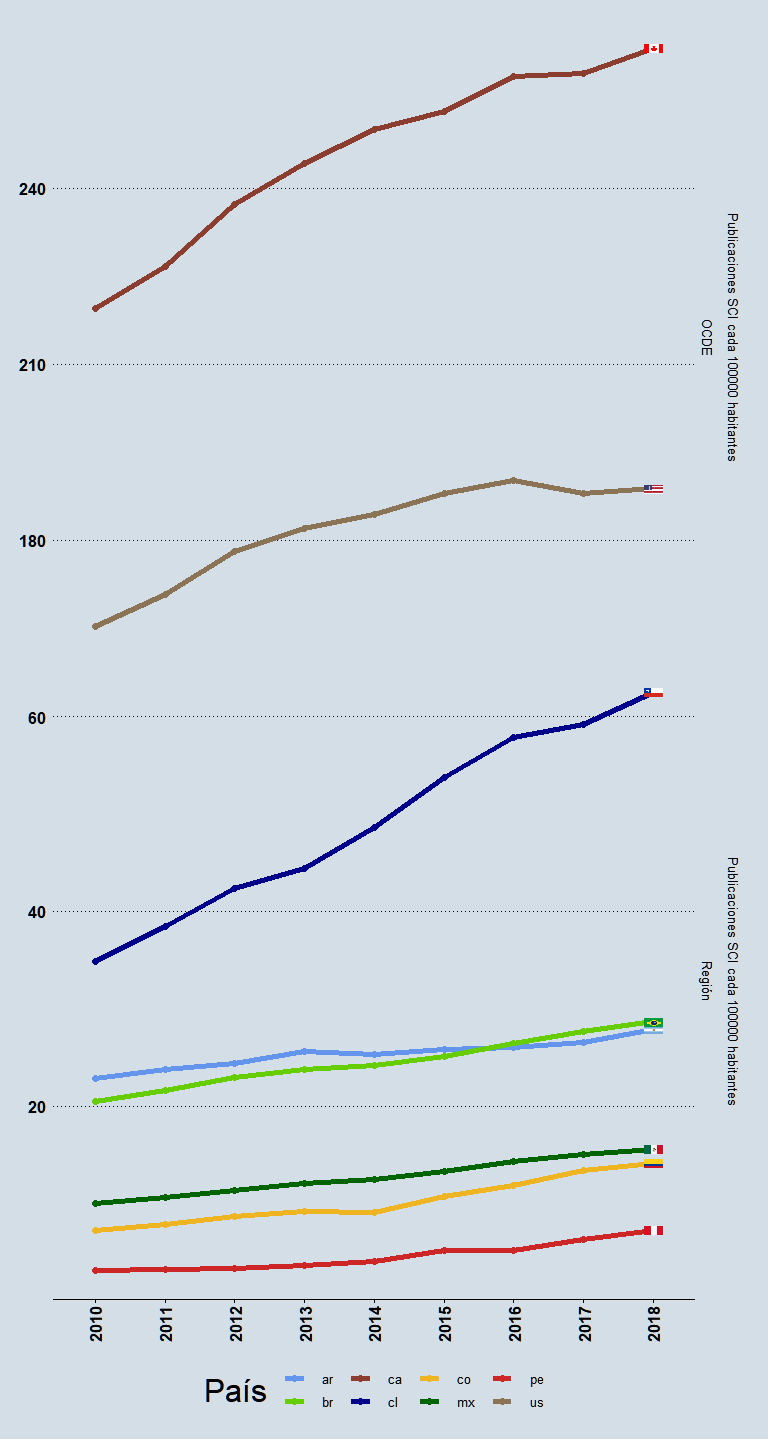 240
210
180
OCDE
Publicaciones SCI cada 100000 habitantes
60
40
20
Región
Publicaciones SCI cada 100000 habitantes
2010 2011 2012 2013 2014 2015 2016 2017 2018
País
ar ca co pe
br cl mx us